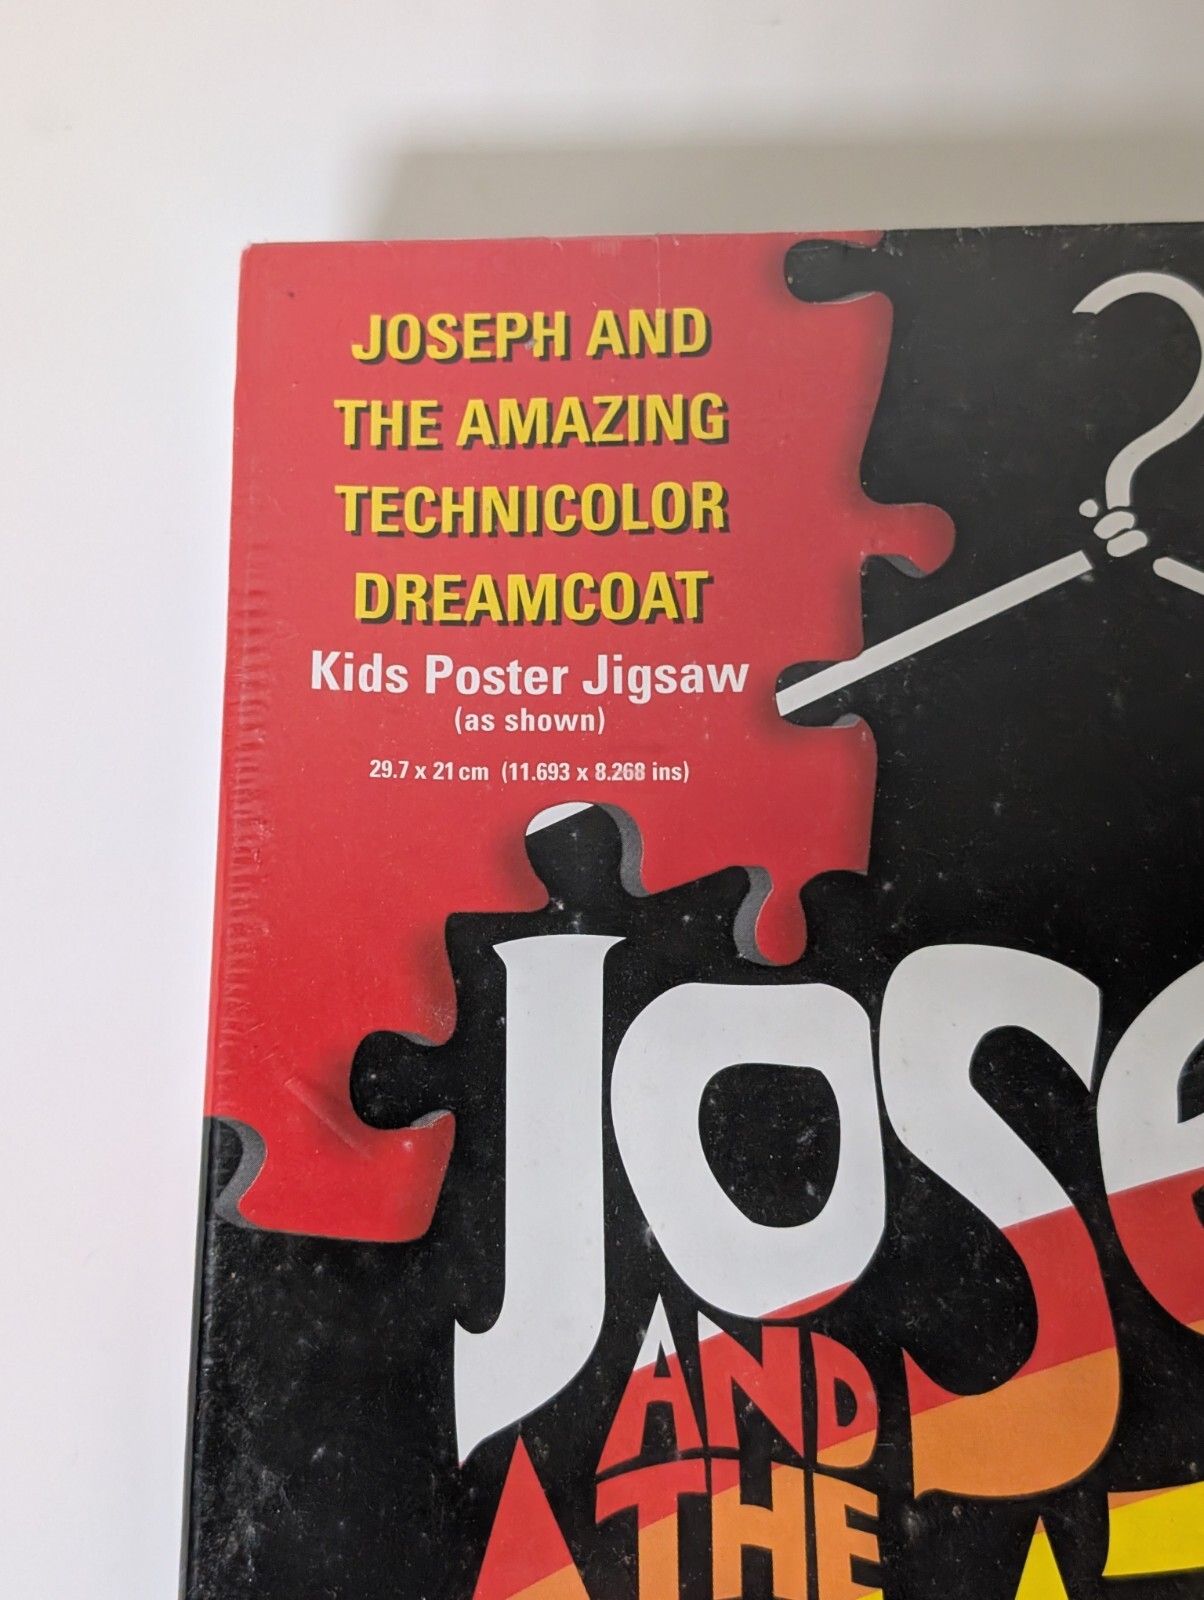 JOSEPH AND
THE AMAZING
TECHNICOLOR
DREAMCOAT
Kids Poster Jigsaw
(as shown)
29.7 x 21 cm (11.693 x 8.268 ins)
Jose
AND
THE